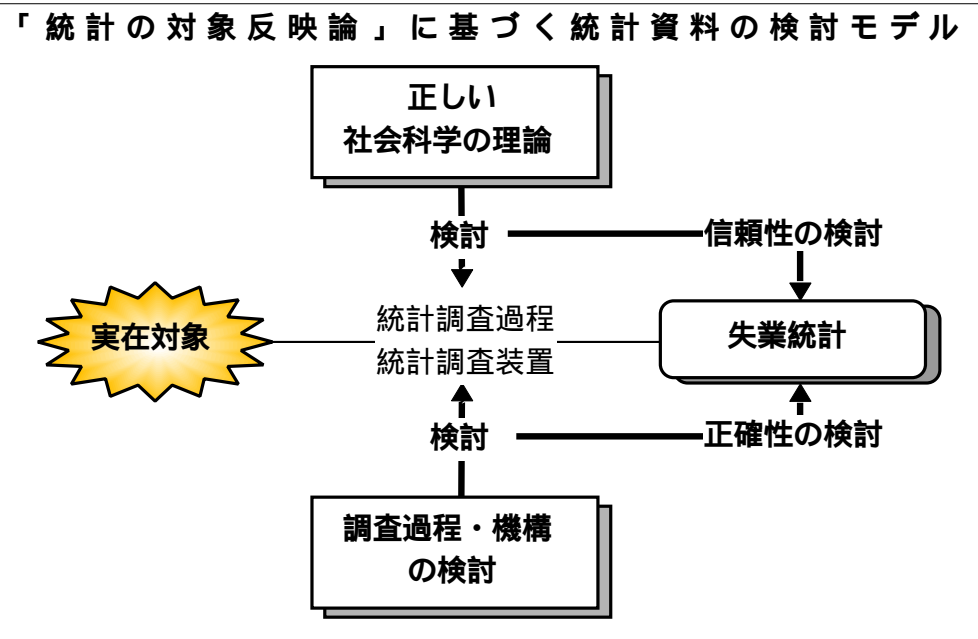 「統計の対象反映論」に基づく統計資料の検討モデル
正しい
社会科学の理論
検討
信頼性の検討
実在対象
統計調査過程
統計調査装置
失業統計
検討
正確性の検討
調査過程・機構
の検討